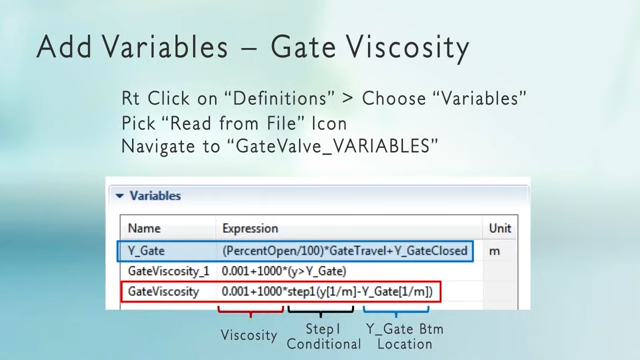 Add Variables – Gate Viscosity
Rt Click on "Definitions" > Choose "Variables"
Pick "Read from File" Icon
Navigate to "GateValve_VARIABLES"
Variables
Name Expression Unit
Y_Gate (PercentOpen/100)*GateTravel+Y_GateClosed m
GateViscosity_1 0.001+1000*(y>Y_Gate)
GateViscosity 0.001+1000*step1(y[1/m]-Y_Gate[1/m])
Viscosity
Step1
Conditional
Y_Gate Btm
Location